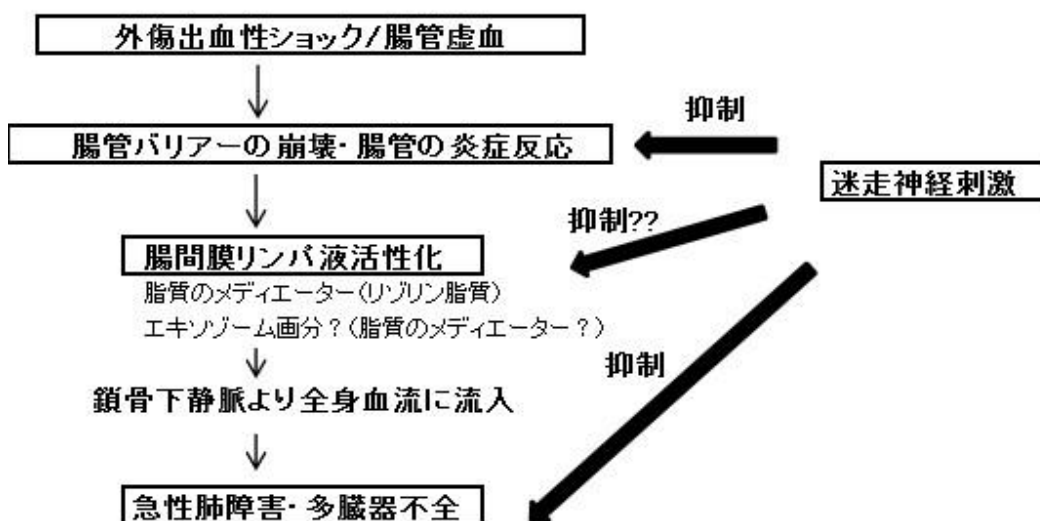 外傷出血性ショック/腸管虚血
抑制
腸管バリアーの崩壊・腸管の炎症反応
迷走神経刺激
抑制??
腸間膜リンパ液活性化
脂質のメディエーター(リゾリン脂質)
エキソゾーム画分？(脂質のメディエーター？)
抑制
鎖骨下静脈より全身血流に流入
急性肺障害・多臓器不全